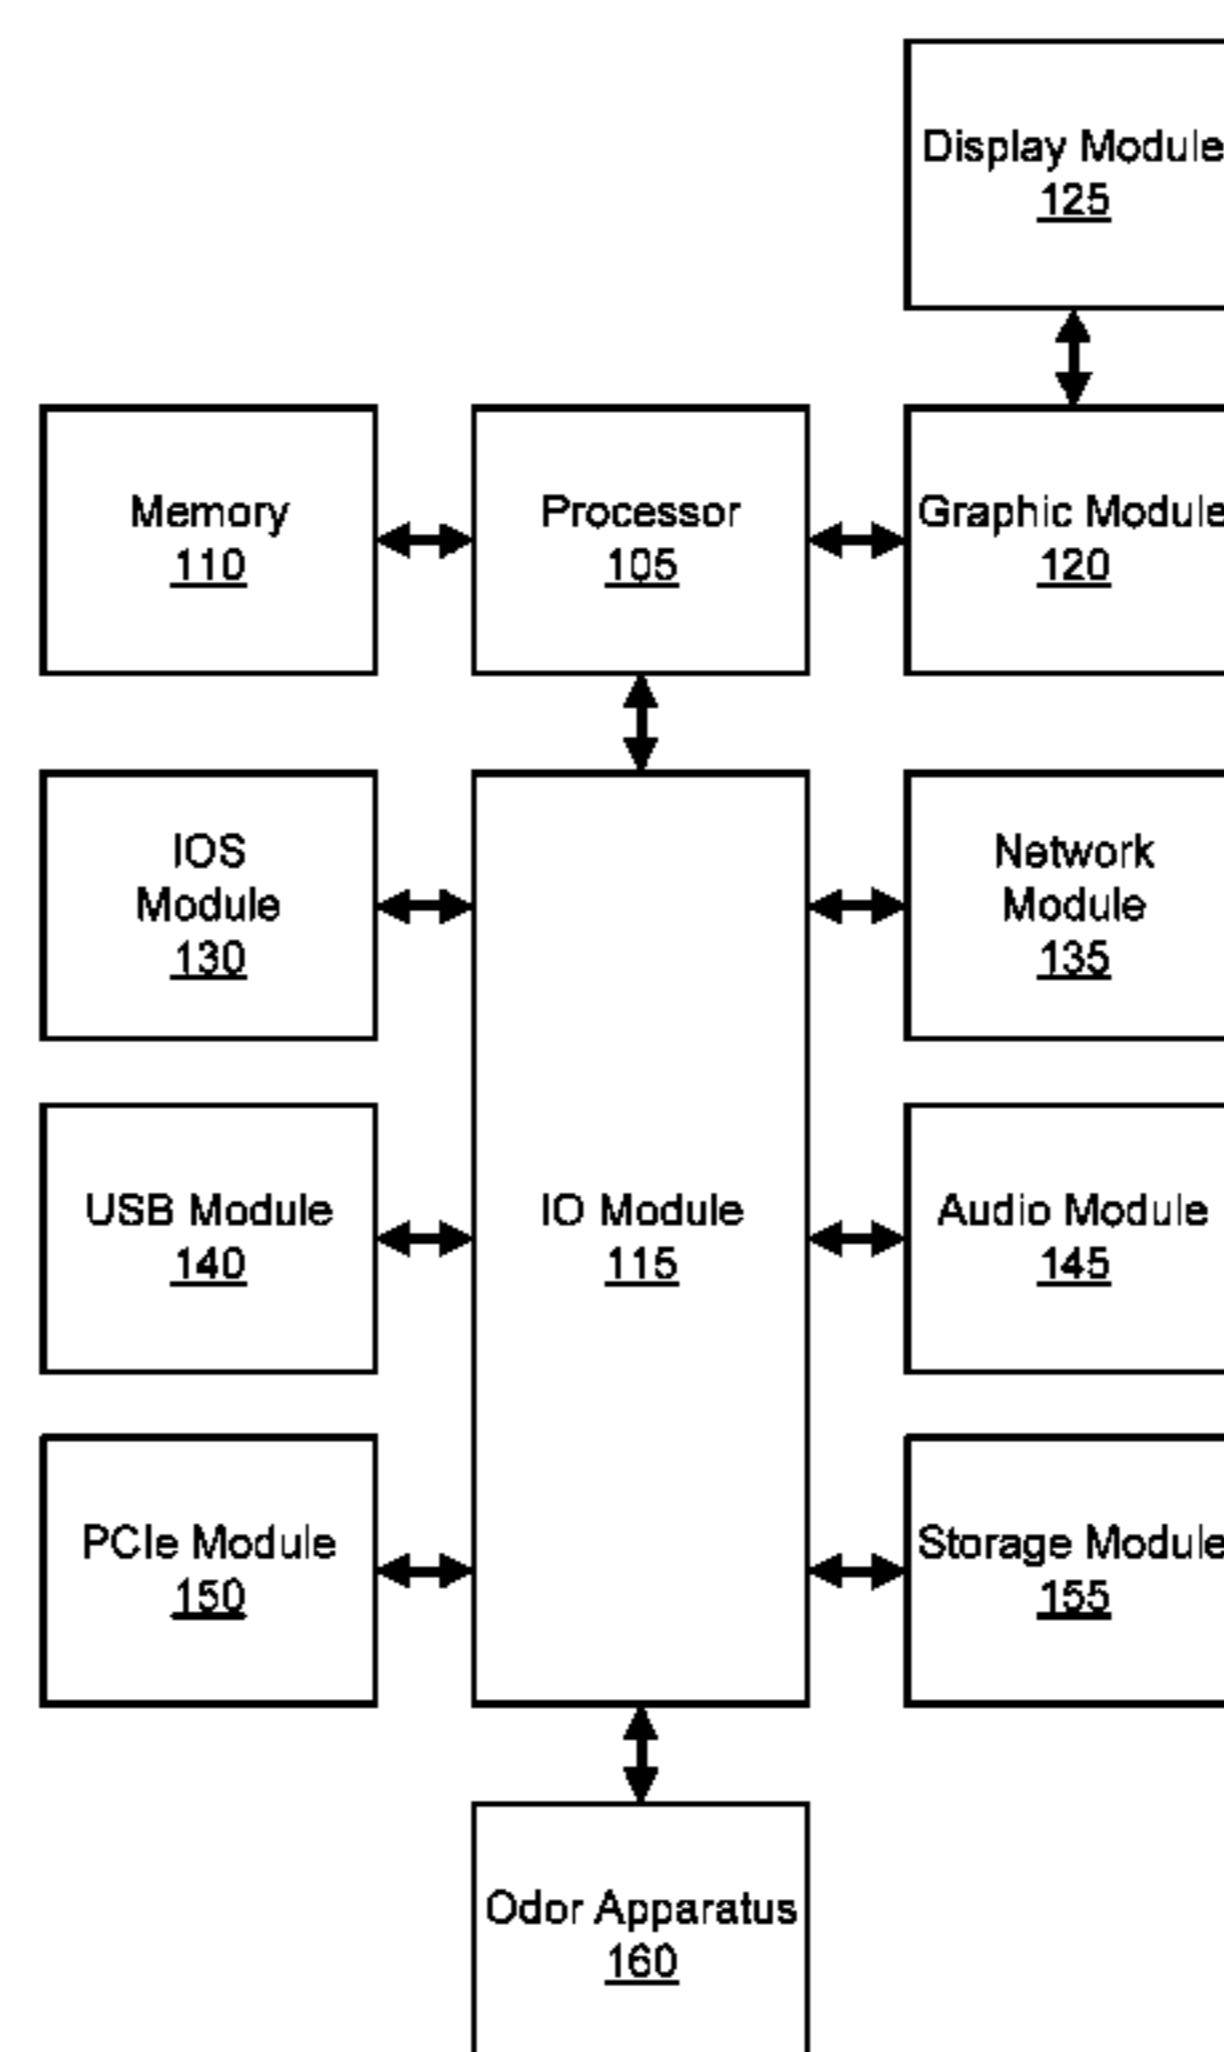 Display Module
125
Memory
110
Processor
105
Graphic Module
120
IOS
Module
130
Network
Module
135
USB Module
140
IO Module
115
Audio Module
145
PCIe Module
150
Storage Module
155
Odor Apparatus
160